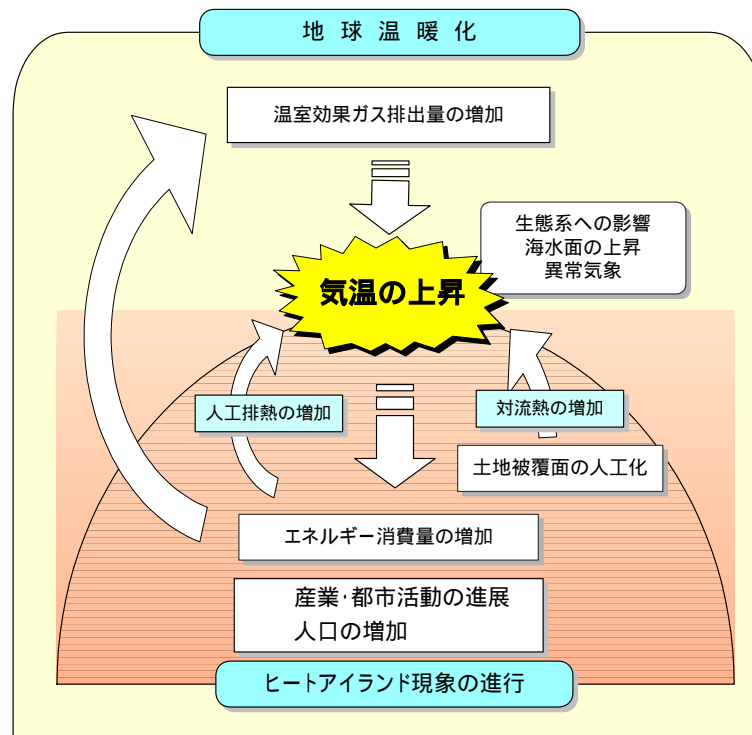 地球温暖化
温室効果ガス排出量の増加
生態系への影響
海水面の上昇
異常気象
気温の上昇
人工排熱の増加
対流熱の増加
土地被覆面の人工化
エネルギー消費量の増加
産業・都市活動の進展
人口の増加
ヒートアイランド現象の進行